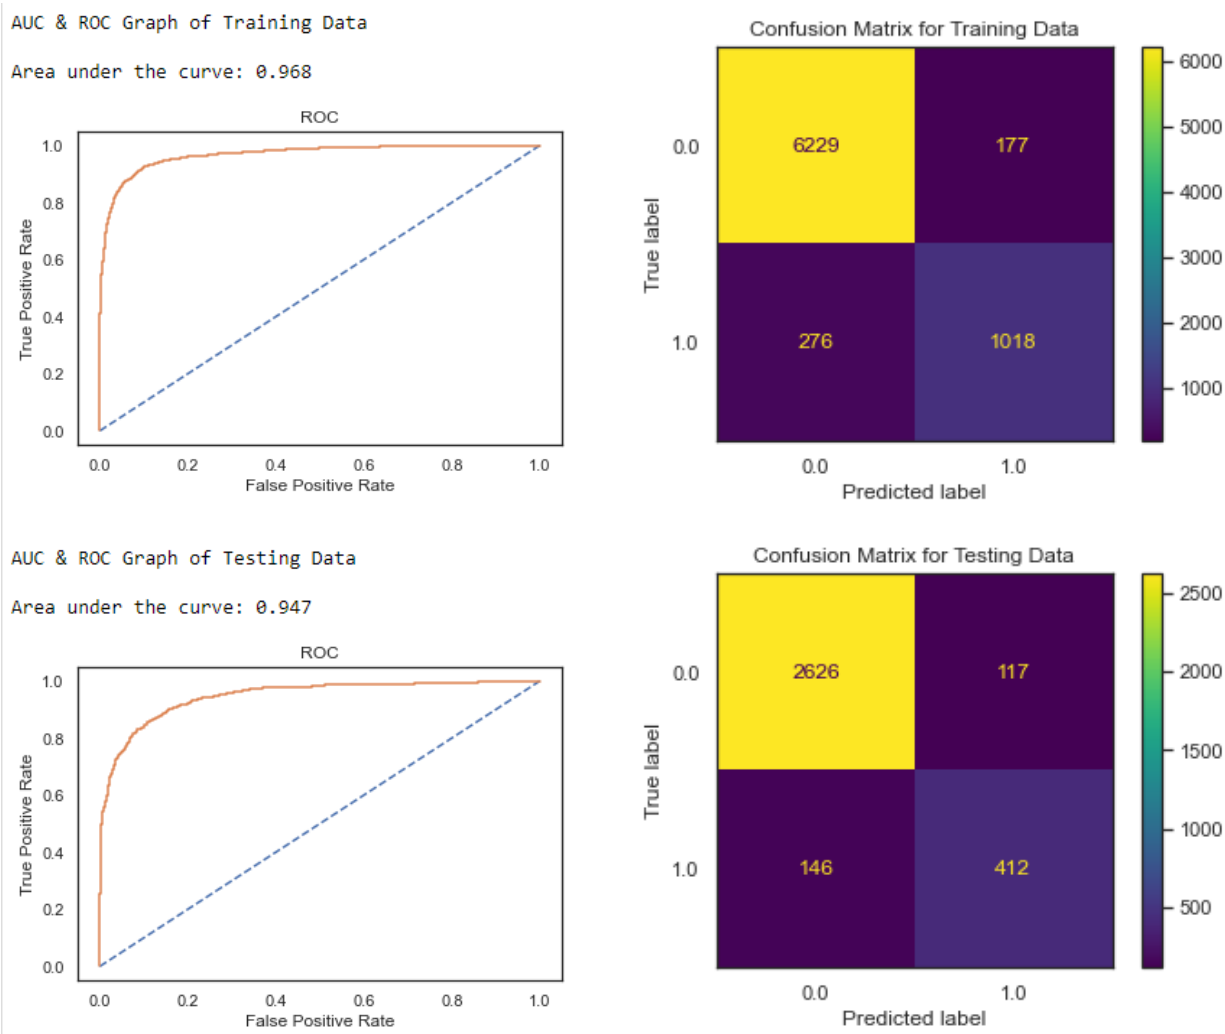 AUC & ROC Graph of Training Data
Area under the curve: 0.968
ROC
True Positive Rate
1.0
0.8
0.6
0.4
0.2
0.0
0.0 0.2 0.4 0.6 0.8 1.0
False Positive Rate
Confusion Matrix for Training Data
True label
0.0
6229 177
1.0
276 1018
0.0 1.0
Predicted label
6000
5000
4000
3000
2000
1000
AUC & ROC Graph of Testing Data
Area under the curve: 0.947
ROC
True Positive Rate
1.0
0.8
0.6
0.4
0.2
0.0
0.0 0.2 0.4 0.6 0.8 1.0
False Positive Rate
Confusion Matrix for Testing Data
True label
0.0
2626 117
1.0
146 412
0.0 1.0
Predicted label
2500
2000
1500
1000
500